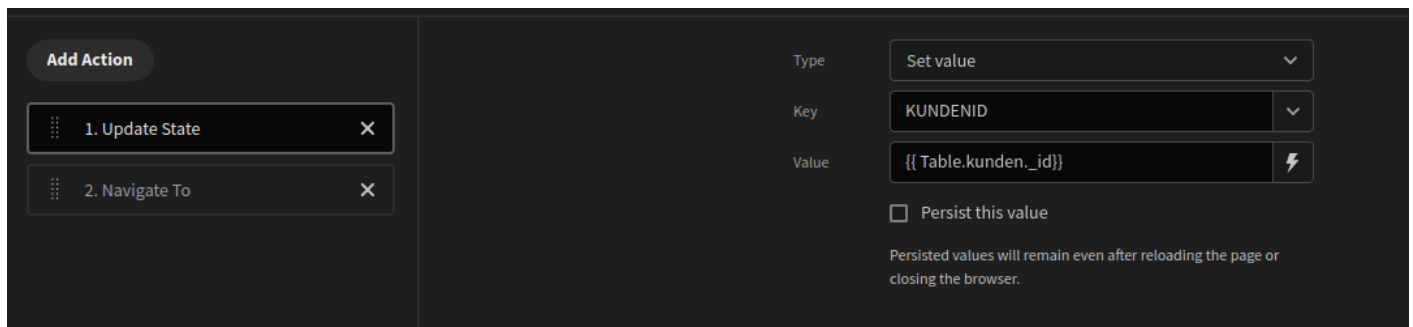 Add Action
1. Update State
2. Navigate To
Type
Set value
Key
KUNDENID
Value
{{ Table.kunden._id}}
Persist this value
Persisted values will remain even after reloading the page or
closing the browser.